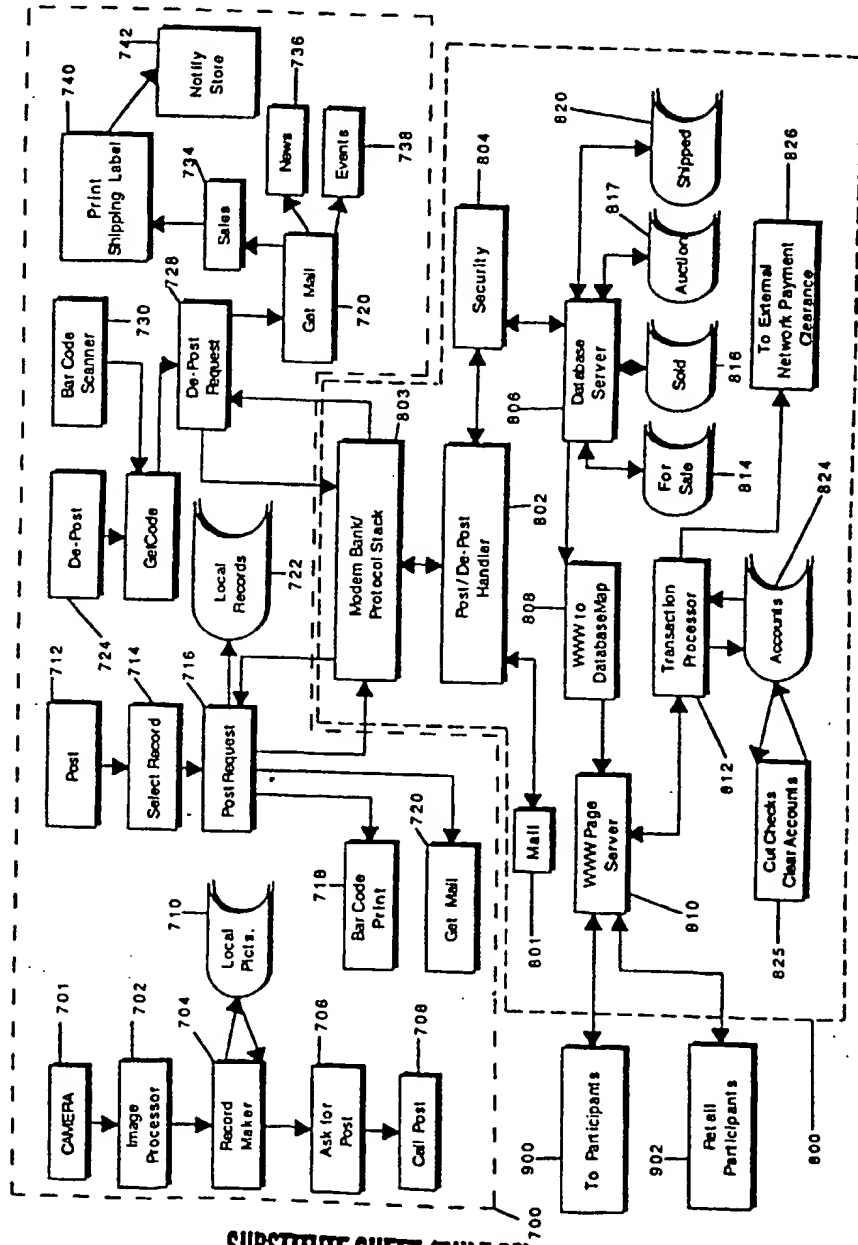 701
CAMERA
702
Image
Processor
704
Record
Maker
710
Local
Picts.
706
Ask for
Post
708
Call Post
712
Post
714
Select Record
716
Post Request
718
Bar Code
Print
720
Get Mail
722
Local
Records
724
De-Post
GetCode
730
Bar Code
Scanner
728
De-Post
Request
720
Get Mail
734
Sales
736
News
738
Events
740
Print
Shipping Label
742
Notify
Store
700
803
Modem Bank/
Protocol Stack
802
Post/De-Post
Handler
804
Security
801
Mail
806
Database
Server
808
WWW to
Database Map
810
WWW Page
Server
812
Transaction
Processor
814
For
Sale
816
Sold
817
Auction
820
Shipped
824
Accounts
825
Cut Checks
Clear Accounts
826
To External
Network Payment
Clearance
900
To Participants
902
Retail
Participants
800
SUBSTITUTE SHEET